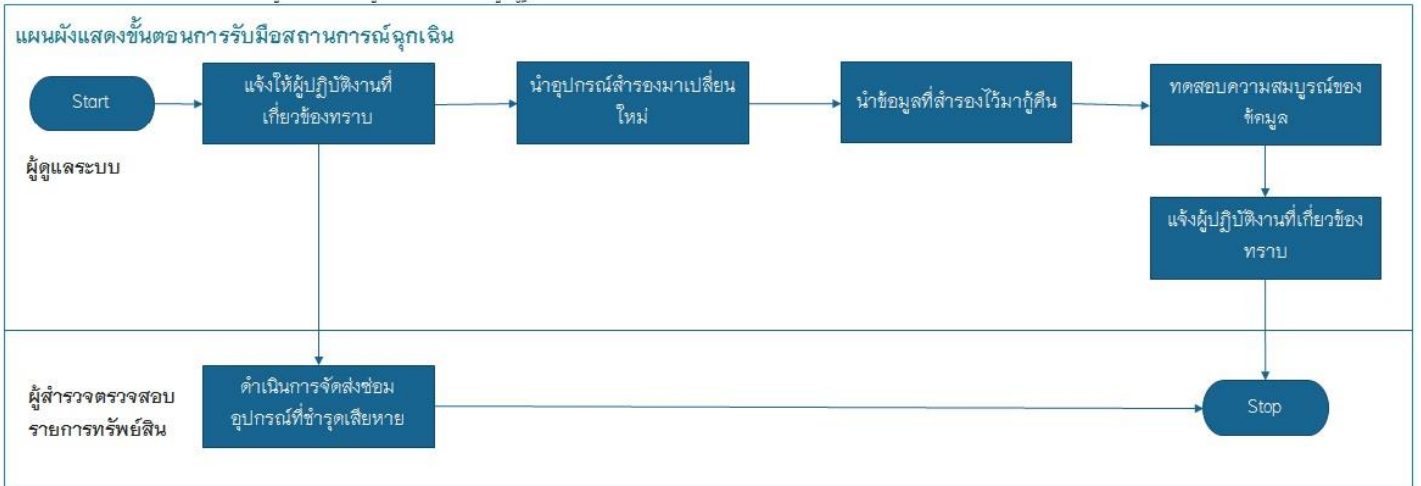 แผนผังแสดงขั้นตอนการรับมือสถานการณ์ฉุกเฉิน
Start
แจ้งให้ผู้ปฏิบัติงานที่
เกี่ยวข้องทราบ
นำอุปกรณ์สำรองมาเปลี่ยน
ใหม่
นำข้อมูลที่สำรองไว้มากู้คืน
ทดสอบความสมบูรณ์ของ
ข้อมูล
ผู้ดูแลระบบ
แจ้งผู้ปฏิบัติงานที่เกี่ยวข้อง
ทราบ
ผู้สำรวจตรวจสอบ
รายการทรัพย์สิน
ดำเนินการจัดส่งซ่อม
อุปกรณ์ที่ชำรุดเสียหาย
Stop